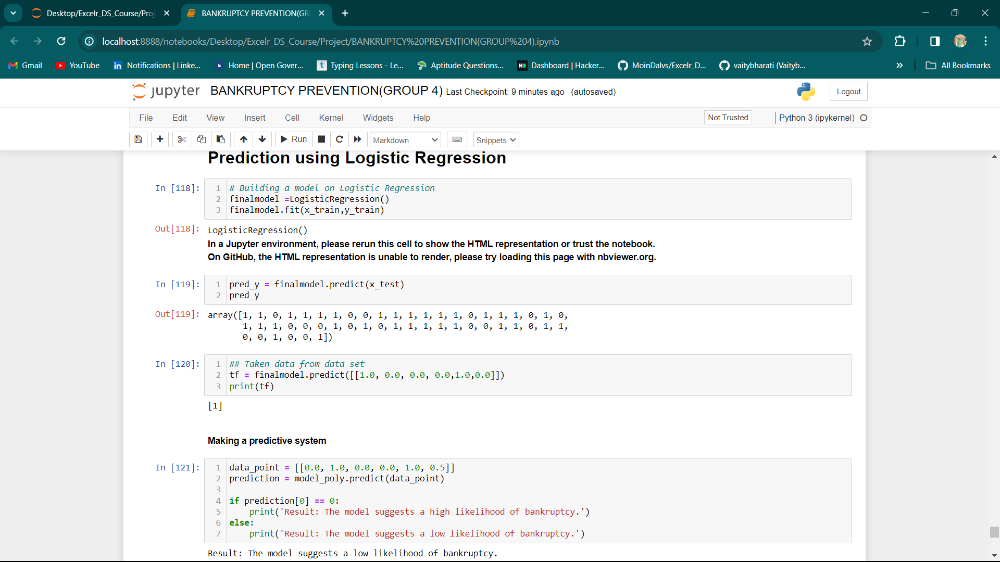 Desktop/Excelr_DS_Course/Proj
BANKRUPTCY PREVENTION(GR
localhost:8888/notebooks/Desktop/Excelr_DS_Course/Project/BANKRUPTCY%20PREVENTION(GROUP%204).ipynb
Gmail YouTube Notifications | Linke... Home | Open Gover... Typing Lessons - Le... Aptitude Questions... Dashboard | Hacker... MoinDalvs/Excelr_D... vaitybharati (Vaityb... » All Bookmarks
jupyter BANKRUPTCY PREVENTION(GROUP 4) Last Checkpoint: 9 minutes ago (autosaved) Logout
File Edit View Insert Cell Kernel Widgets Help Not Trusted Python 3 (ipykernel)
Run Markdown Snippets
Prediction using Logistic Regression
In [118]: 1 # Building a model on Logistic Regression
2 finalmodel =LogisticRegression()
3 finalmodel.fit(x_train,y_train)
Out[118]: LogisticRegression()
In a Jupyter environment, please rerun this cell to show the HTML representation or trust the notebook.
On GitHub, the HTML representation is unable to render, please try loading this page with nbviewer.org.
In [119]: 1 pred_y = finalmodel.predict(x_test)
2 pred_y
Out[119]: array([1, 1, 0, 1, 1, 1, 1, 0, 0, 1, 1, 1, 1, 1, 1, 0, 1, 1, 1, 0, 1, 0,
1, 1, 1, 0, 0, 0, 1, 0, 1, 0, 1, 1, 1, 1, 1, 0, 0, 1, 1, 0, 1, 1,
0, 0, 1, 0, 0, 1])
In [120]: 1 ## Taken data from data set
2 tf = finalmodel.predict([[1.0, 0.0, 0.0, 0.0,1.0,0.0]])
3 print(tf)
[1]
Making a predictive system
In [121]: 1 data_point = [[0.0, 1.0, 0.0, 0.0, 1.0, 0.5]]
2 prediction = model_poly.predict(data_point)
3
4 if prediction[0] == 0:
5 print('Result: The model suggests a high likelihood of bankruptcy.')
6 else:
7 print('Result: The model suggests a low likelihood of bankruptcy.')
Result: The model suggests a low likelihood of bankruptcy.